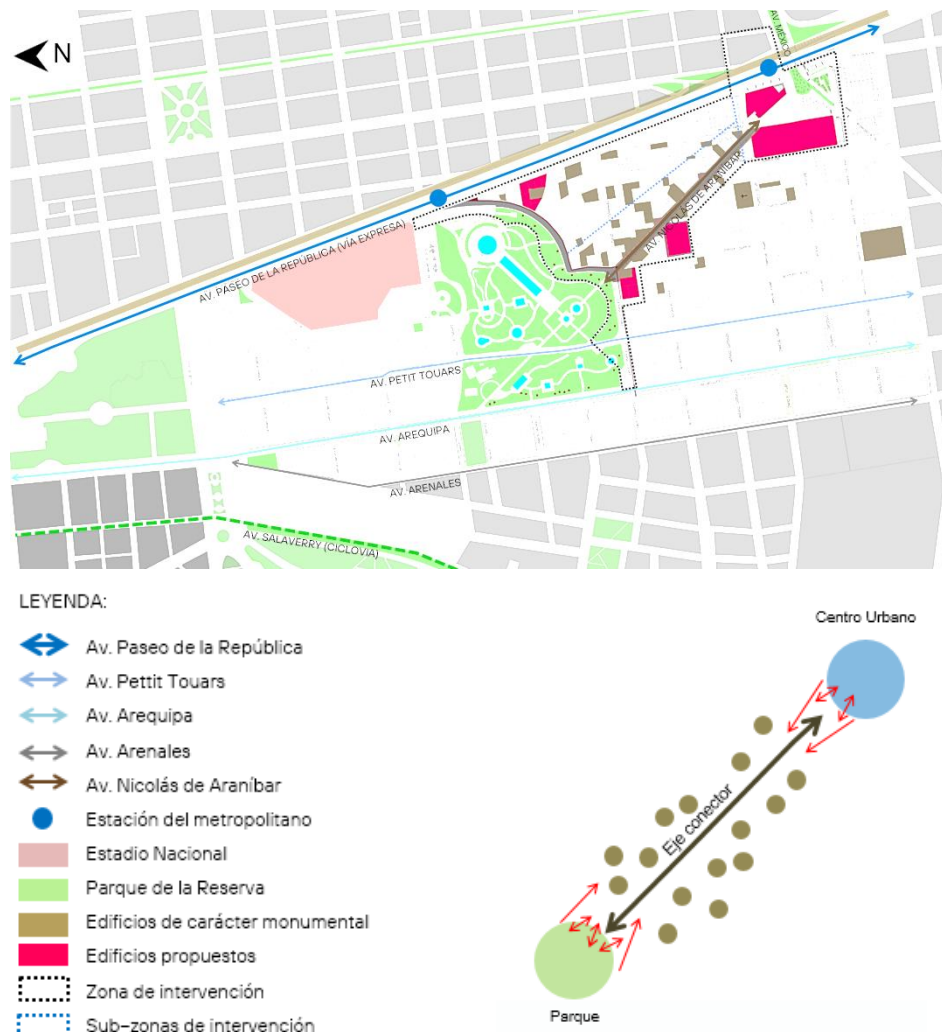 N
AV. MÉXICO
AV. PASEO DE LA REPÚBLICA (VÍA EXPRESA)
AV. NICOLÁS DE ARANÍBAR
AV. PETIT TOUARS
AV. AREQUIPA
AV. ARENALES
AV. SALAVERRY (CICLOVIA)
LEYENDA:
Av. Paseo de la República
Av. Pettit Touars
Av. Arequipa
Av. Arenales
Av. Nicolás de Araníbar
Estación del metropolitano
Estadio Nacional
Parque de la Reserva
Edificios de carácter monumental
Edificios propuestos
Zona de intervención
Sub-zonas de intervención
Centro Urbano
Eje conector
Parque